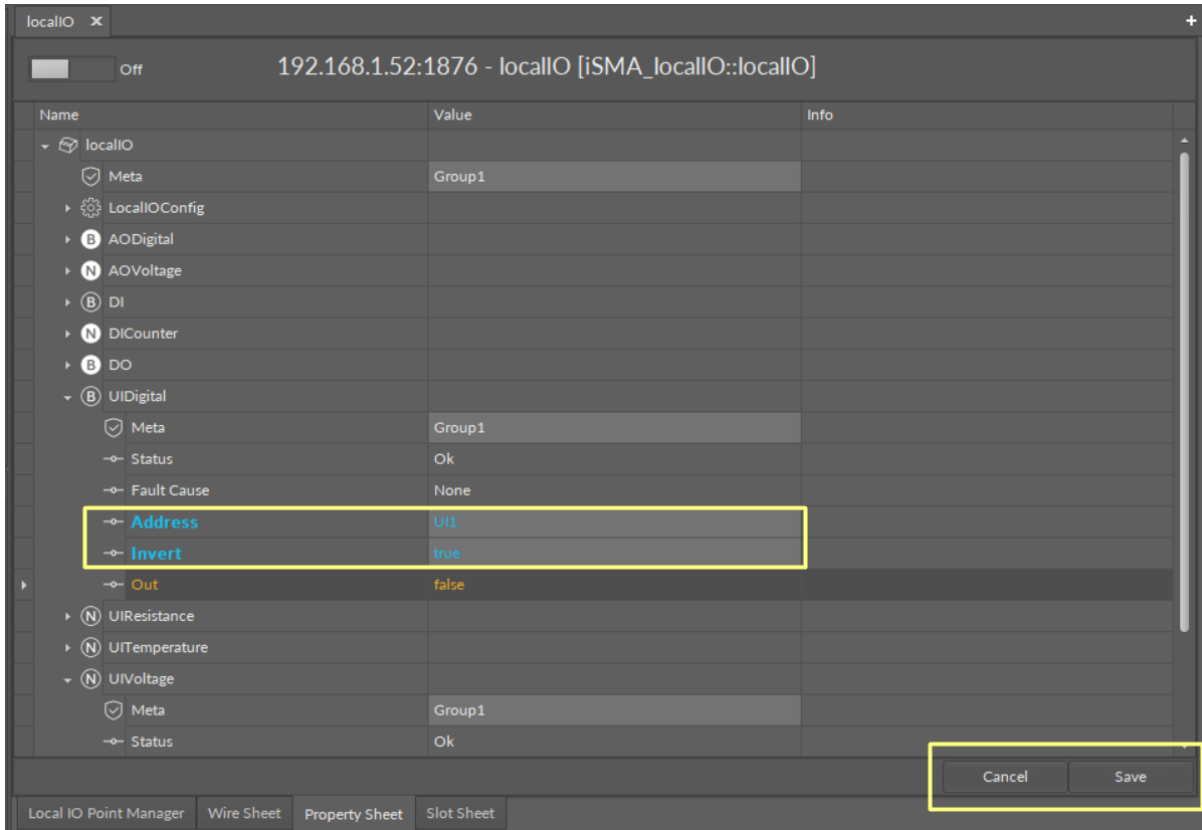 localIO
Off 192.168.1.52:1876 - localIO [iSMA_localIO::localIO]
Name Value Info
localIO
Meta Group1
LocalIOConfig
B AODigital
N AOVoltage
B DI
N DICounter
B DO
B UIDigital
Meta Group1
Status Ok
Fault Cause None
Address UI1
Invert true
Out false
N UIResistance
N UITemperature
N UIVoltage
Meta Group1
Status Ok
Cancel Save
Local IO Point Manager Wire Sheet Property Sheet Slot Sheet